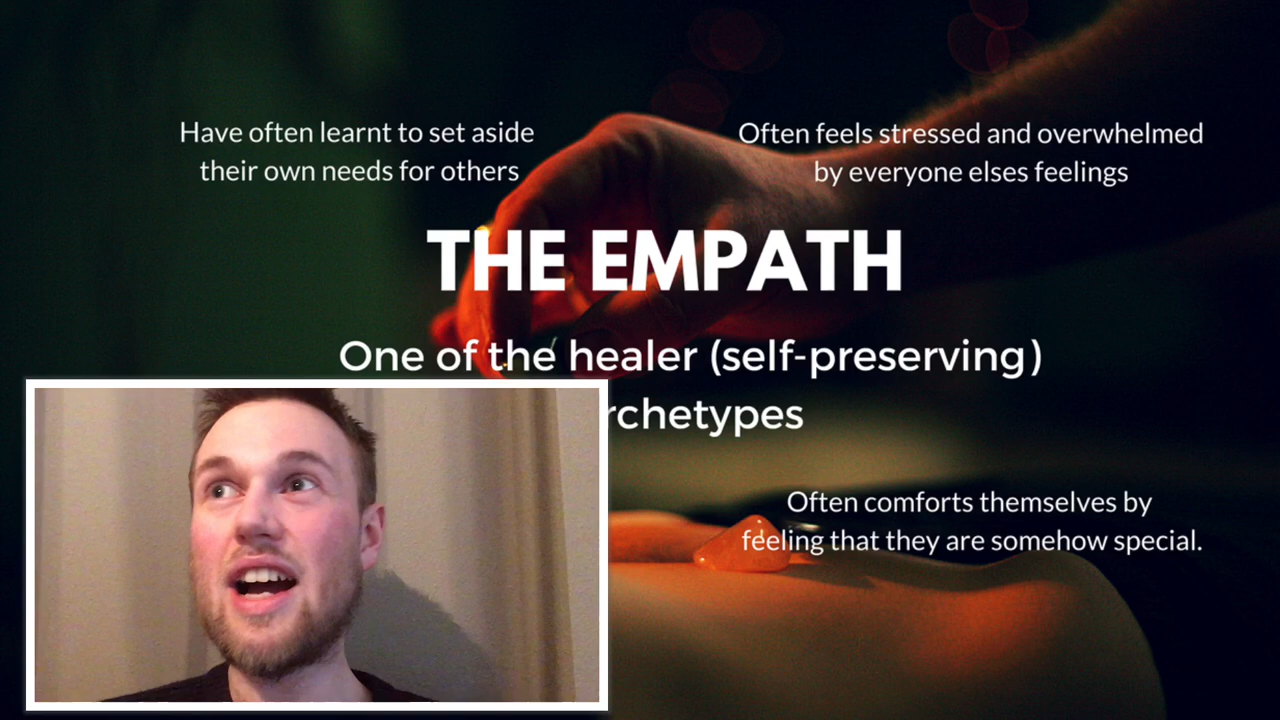 Have often learnt to set aside
their own needs for others
Often feels stressed and overwhelmed
by everyone elses feelings
THE EMPATH
One of the healer (self-preserving)
rchetypes
Often comforts themselves by
feeling that they are somehow special.